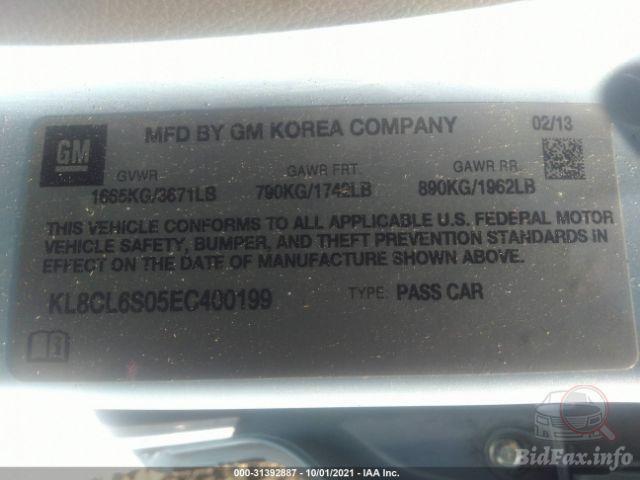 GM
MFD BY GM KOREA COMPANY
02/13
GVWR
GAWR FRT.
GAWR RR.
1665KG/3671LB
790KG/1742LB
890KG/1962LB
THIS VEHICLE CONFORMS TO ALL APPLICABLE U.S. FEDERAL MOTOR
VEHICLE SAFETY, BUMPER, AND THEFT PREVENTION STANDARDS IN
EFFECT ON THE DATE OF MANUFACTURE SHOWN ABOVE.
KL8CL6S05EC400199
TYPE: PASS CAR
000-31392887 - 10/01/2021 - IAA Inc.
BidFax.info